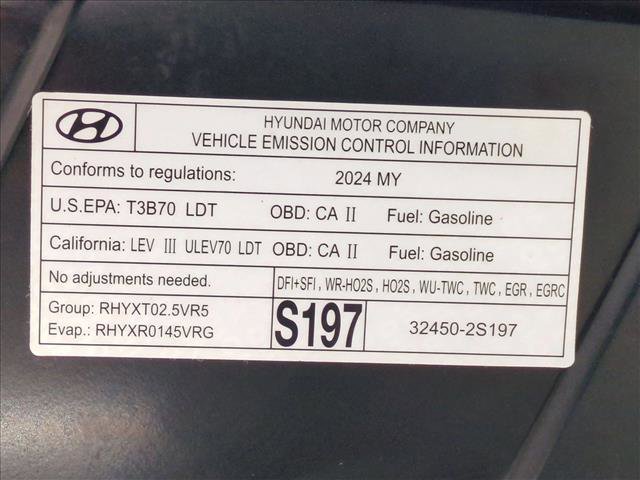 HYUNDAI MOTOR COMPANY
VEHICLE EMISSION CONTROL INFORMATION
Conforms to regulations: 2024 MY
U.S.EPA: T3B70 LDT OBD: CA II Fuel: Gasoline
California: LEV III ULEV70 LDT OBD: CA II Fuel: Gasoline
No adjustments needed. DFI+SFI , WR-HO2S , HO2S , WU-TWC , TWC , EGR , EGRC
Group: RHYXT02.5VR5
Evap.: RHYXR0145VRG
S197
32450-2S197